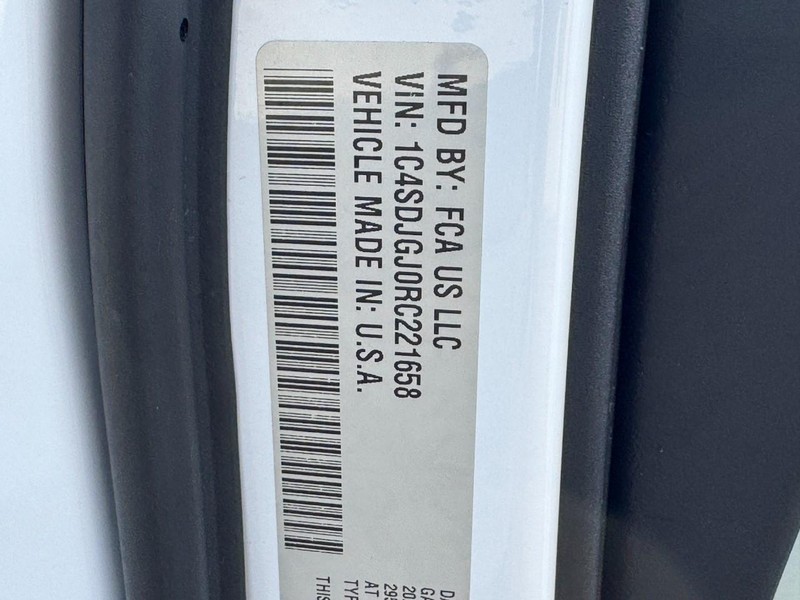 MFD BY: FCA US LLC
VIN: 1C4SDJGJ0RC221658
VEHICLE MADE IN: U.S.A.